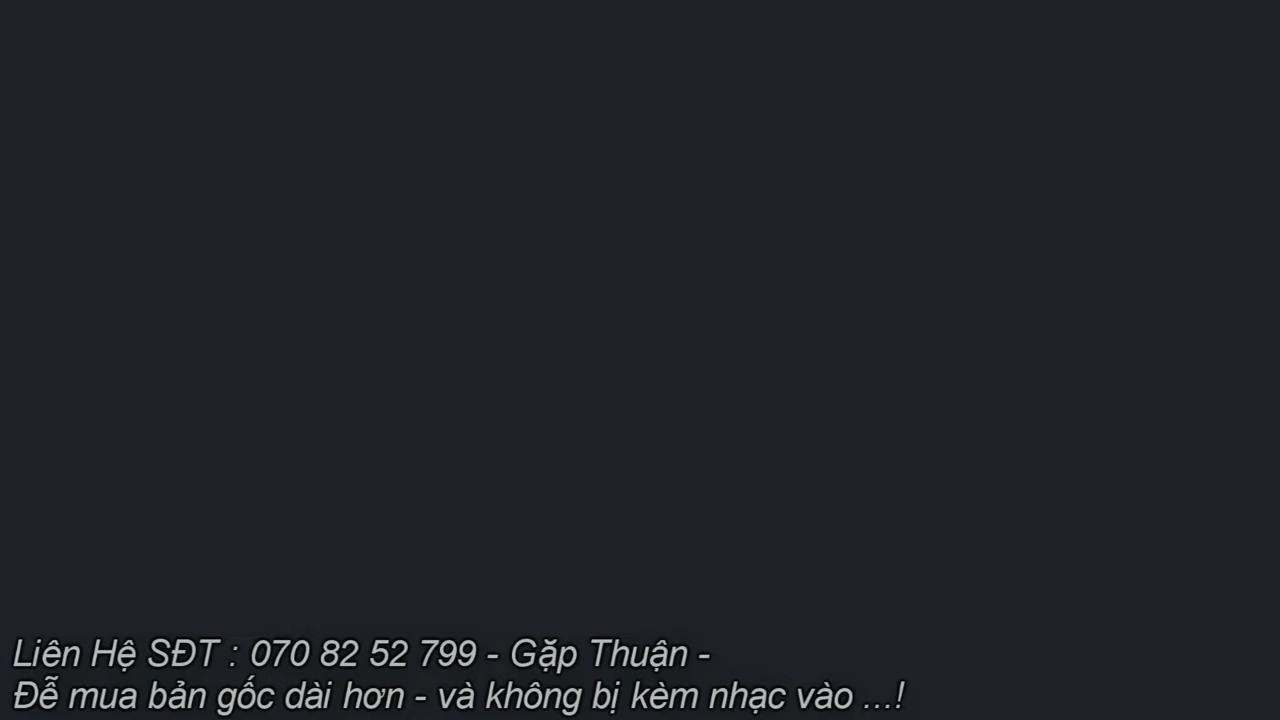 Liên Hệ SĐT : 070 82 52 799 - Gặp Thuận -
Đễ mua bản gốc dài hơn - và không bị kèm nhạc vào ...!